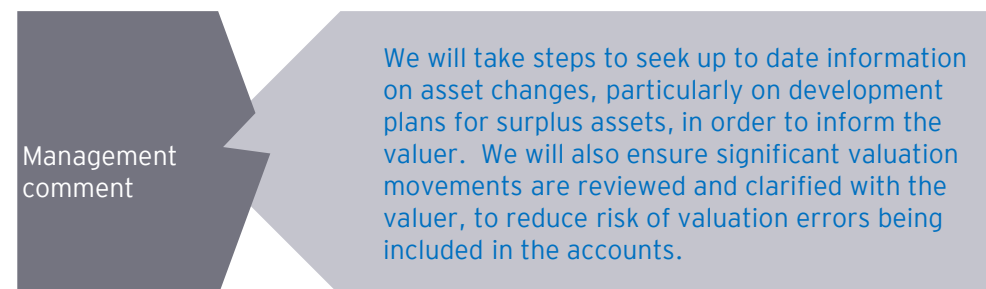 Management
comment
We will take steps to seek up to date information
on asset changes, particularly on development
plans for surplus assets, in order to inform the
valuer.  We will also ensure significant valuation
movements are reviewed and clarified with the
valuer, to reduce risk of valuation errors being
included in the accounts.